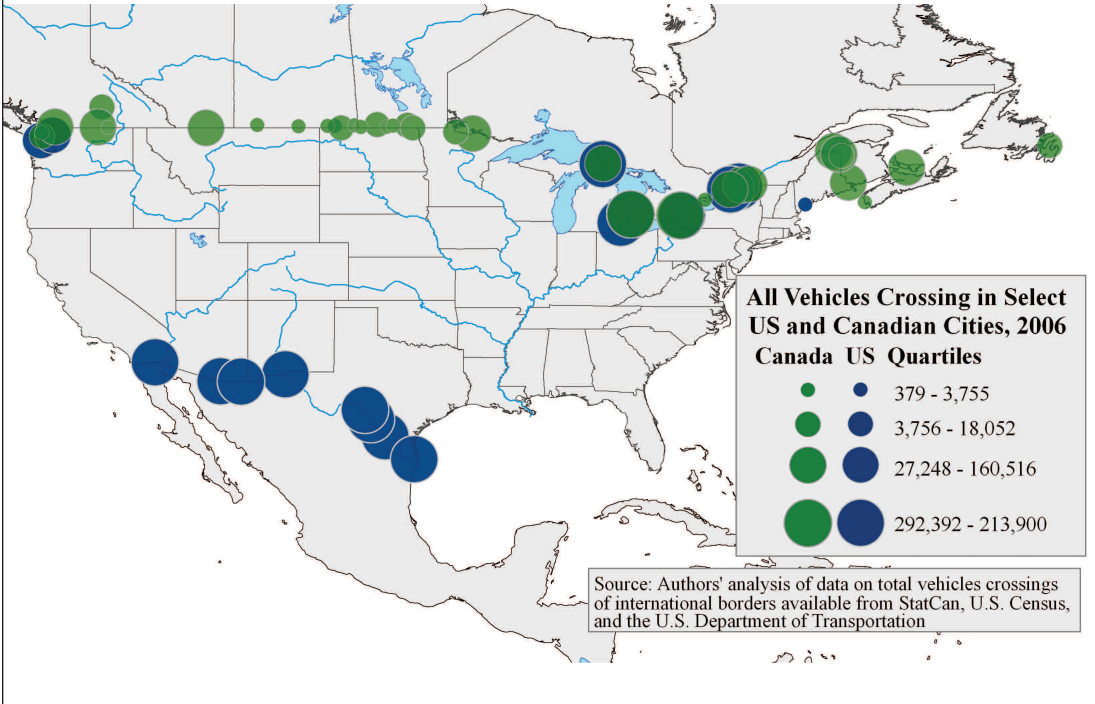 All Vehicles Crossing in Select
US and Canadian Cities, 2006
Canada US Quartiles
379 - 3,755
3,756 - 18,052
27,248 - 160,516
292,392 - 213,900
Source: Authors' analysis of data on total vehicles crossings
of international borders available from StatCan, U.S. Census,
and the U.S. Department of Transportation